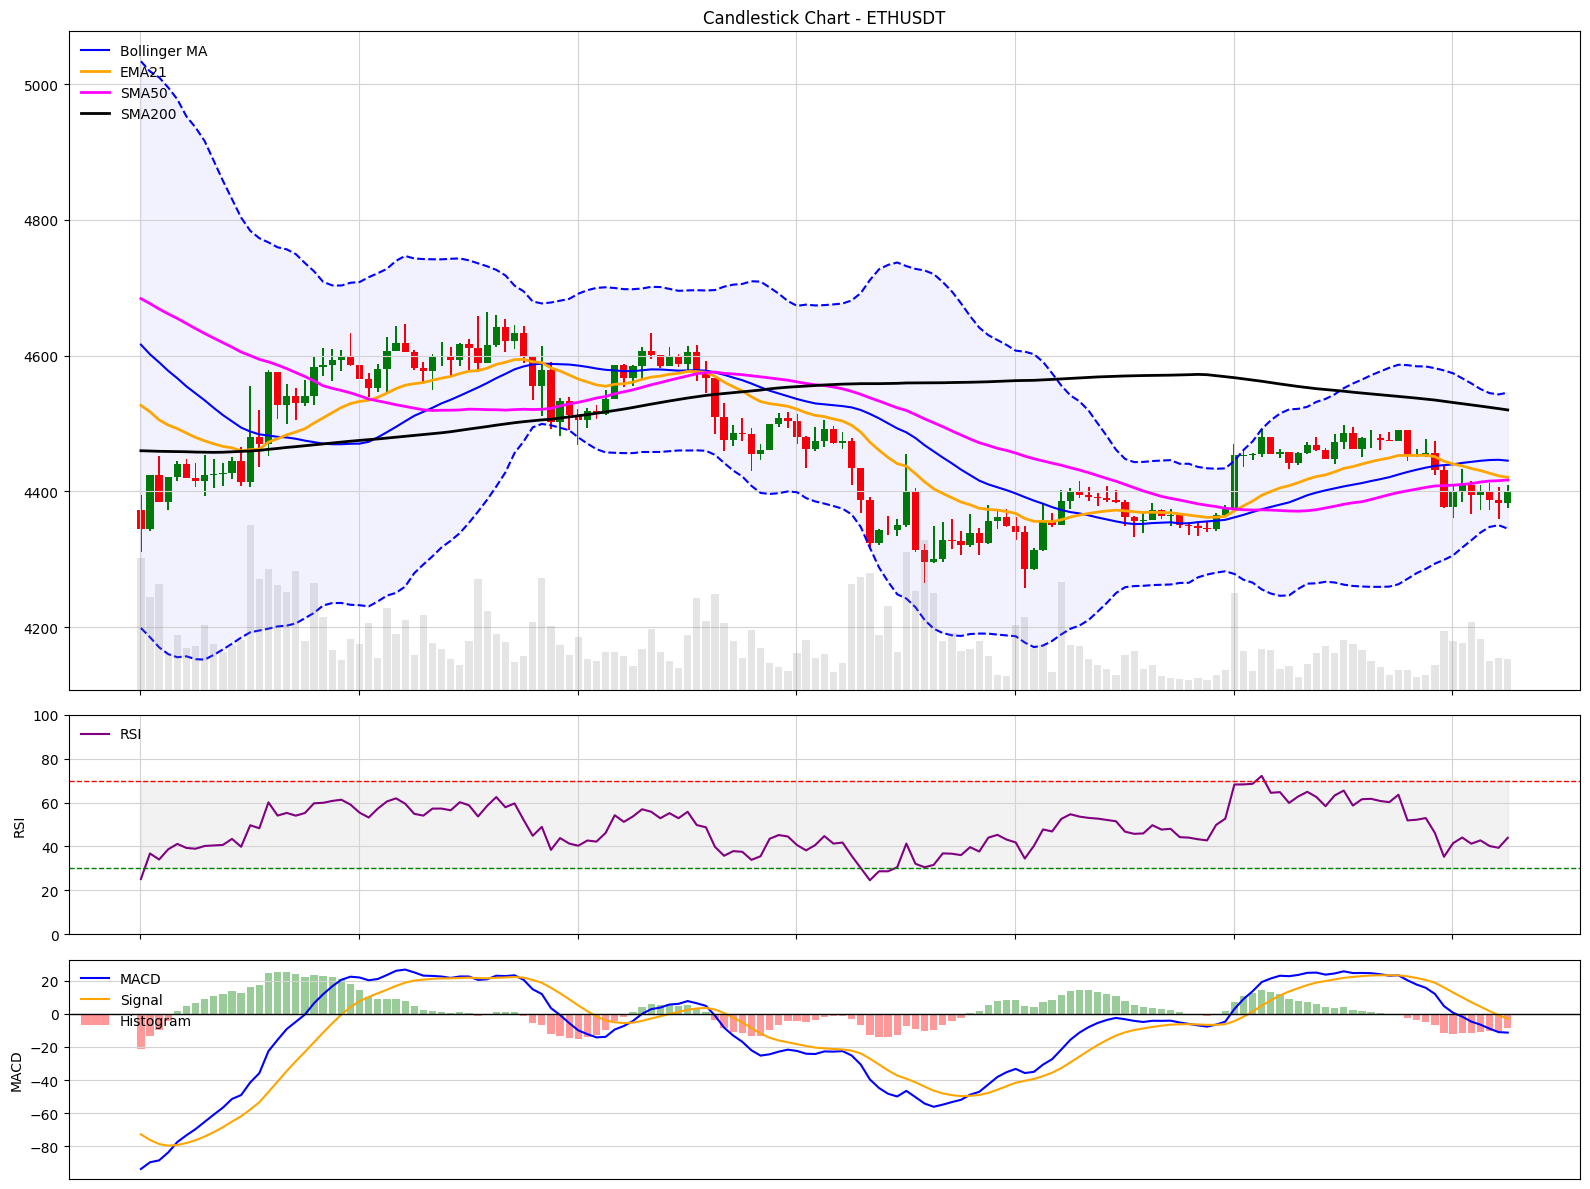 Candlestick Chart - ETHUSDT
Bollinger MA
EMA21
SMA50
SMA200
5000
4800
4600
4400
4200
RSI
RSI
100
80
60
40
20
0
MACD
Signal
Histogram
MACD
20
0
−20
−40
−60
−80